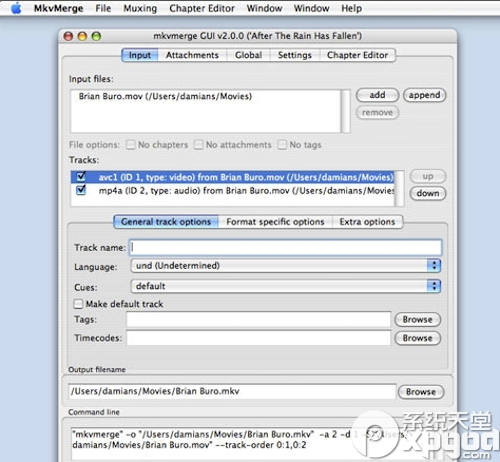 MkvMerge File Muxing Chapter Editor Window Window Help
mkvmerge GUI v2.0.0 ('After The Rain Has Fallen')
Input Attachments Global Settings Chapter Editor
Input files:
Brian Buro.mov (/Users/damians/Movies)
add append
remove
File options: No chapters No attachments No tags
Tracks:
avc1 (ID 1, type: video) from Brian Buro.mov (/Users/damians/Movies)
up
mp4a (ID 2, type: audio) from Brian Buro.mov (/Users/damians/Movies)
down
General track options Format specific options Extra options
Track name:
Language: und (Undetermined)
Cues: default
Make default track
Tags: Browse
Timecodes: Browse
Output filename
/Users/damians/Movies/Brian Buro.mkv Browse
Command line
"mkvmerge" -o "/Users/damians/Movies/Brian Buro.mkv" -a 2 -d 1
damians/Movies/Brian Buro.mov" --track-order 0:1,0:2
系统天堂
xpgod
.com